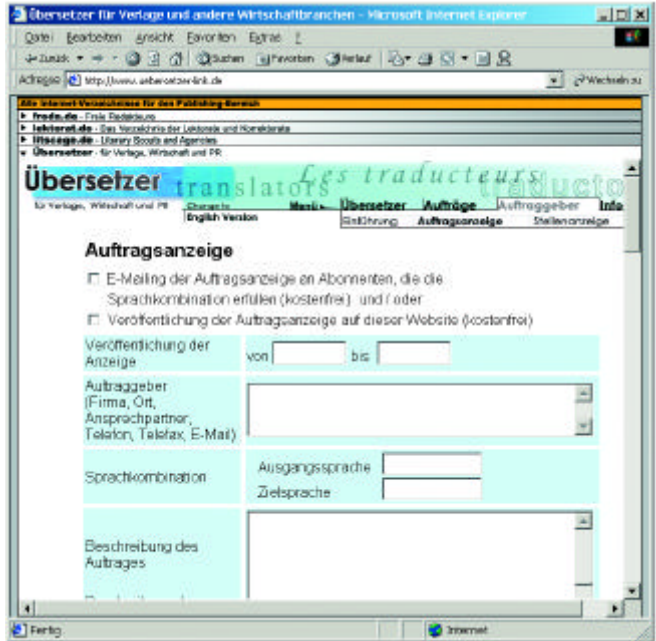 Übersetzer für Verlage und andere Wirtschaftbranchen - Microsoft Internet Explorer
Datei Bearbeiten Ansicht Favoriten Extras ?
Zurück Suchen Favoriten Verlauf
Adresse http://www.uebersetzer-link.de Wechseln zu
Alle Internet-Verzeichnisse für den Publishing-Bereich
frede.de - Freie Redakteure
lektorat.de - Das Verzeichnis der Lektorate und Korrektorate
litscage.de - Literary Scouts and Agencies
Übersetzer - für Verlage, Wirtschaft und PR
Übersetzer translators Les traducteurs traducto
für Verlage, Wirtschaft und PR Change to Menü Übersetzer Aufträge Auftraggeber Info
English Version Einführung Auftragsanzeige Stellenanzeige
Auftragsanzeige
E-Mailing der Auftragsanzeige an Abonnenten, die die
Sprachkombination erfüllen (kostenfrei) und / oder
Veröffentlichung der Auftragsanzeige auf dieser Website (kostenfrei)
Veröffentlichung der
Anzeige
von bis
Auftraggeber
(Firma, Ort,
Ansprechpartner,
Telefon, Telefax, E-Mail)
Sprachkombination
Ausgangssprache
Zielsprache
Beschreibung des
Auftrages
Fertig Internet